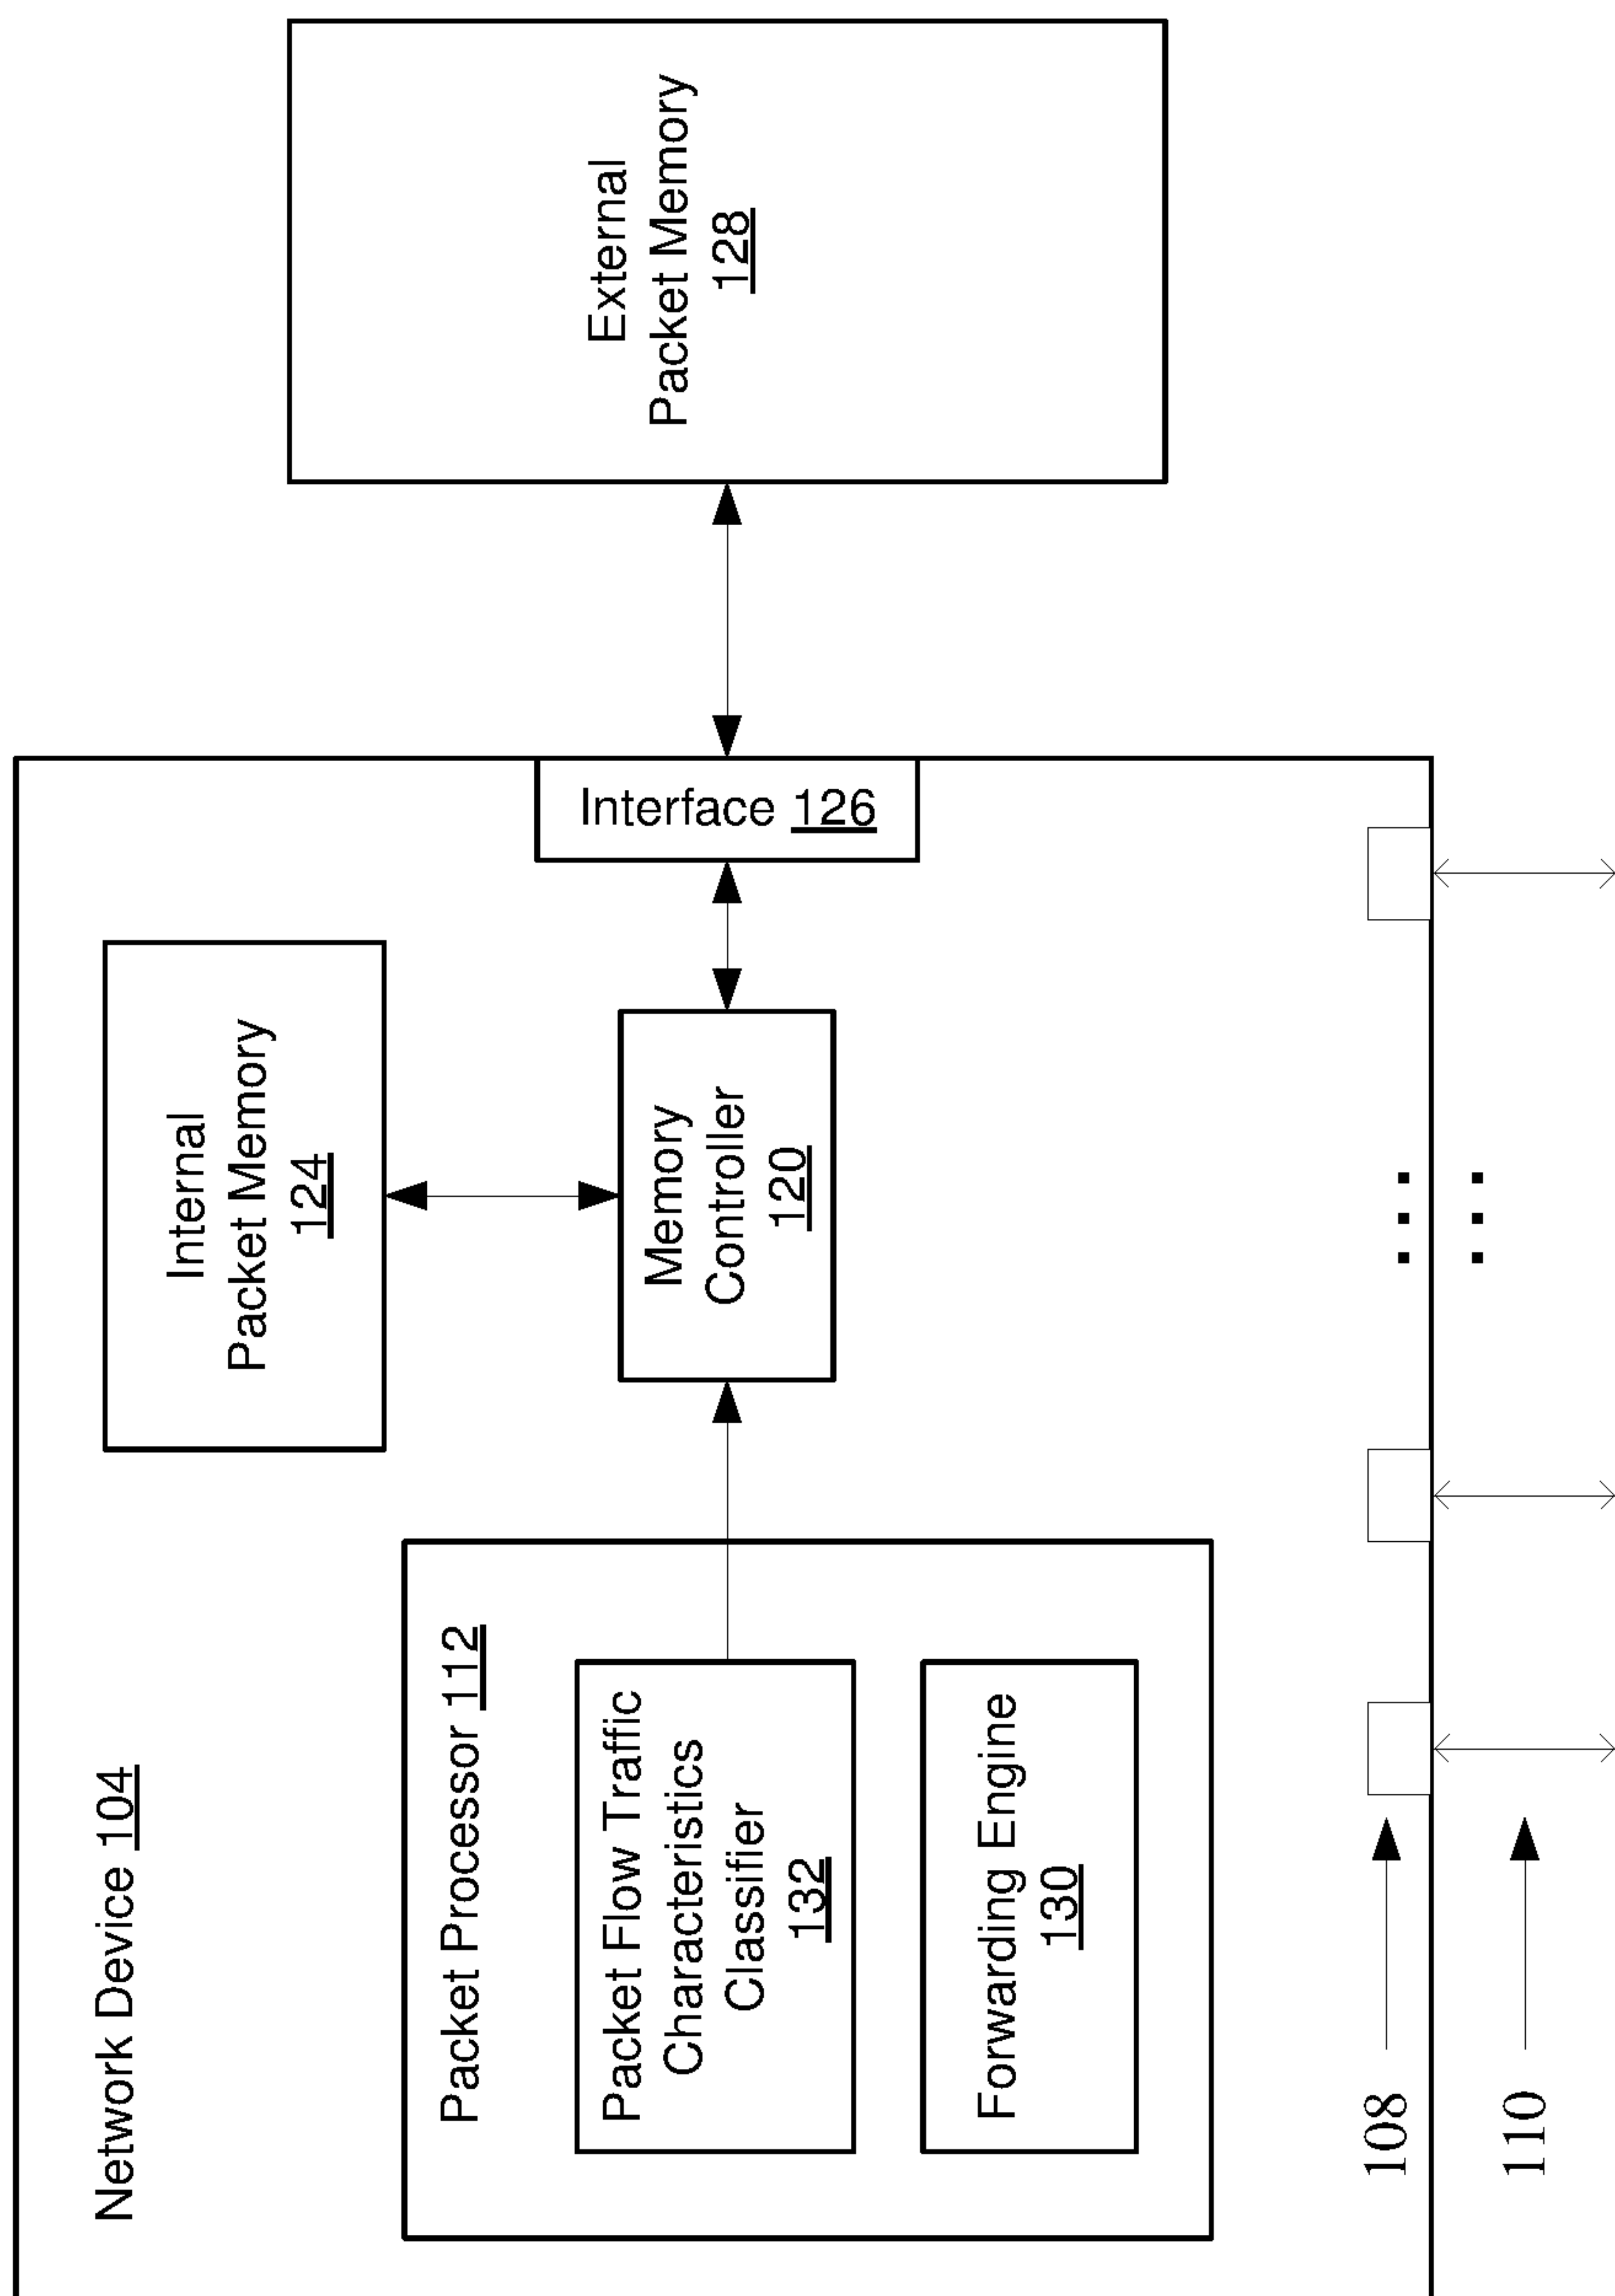 Network Device 104
Packet Processor 112
Packet Flow Traffic
Characteristics
Classifier
132
Forwarding Engine
130
Internal
Packet Memory
124
Memory
Controller
120
Interface 126
External
Packet Memory
128
108
110